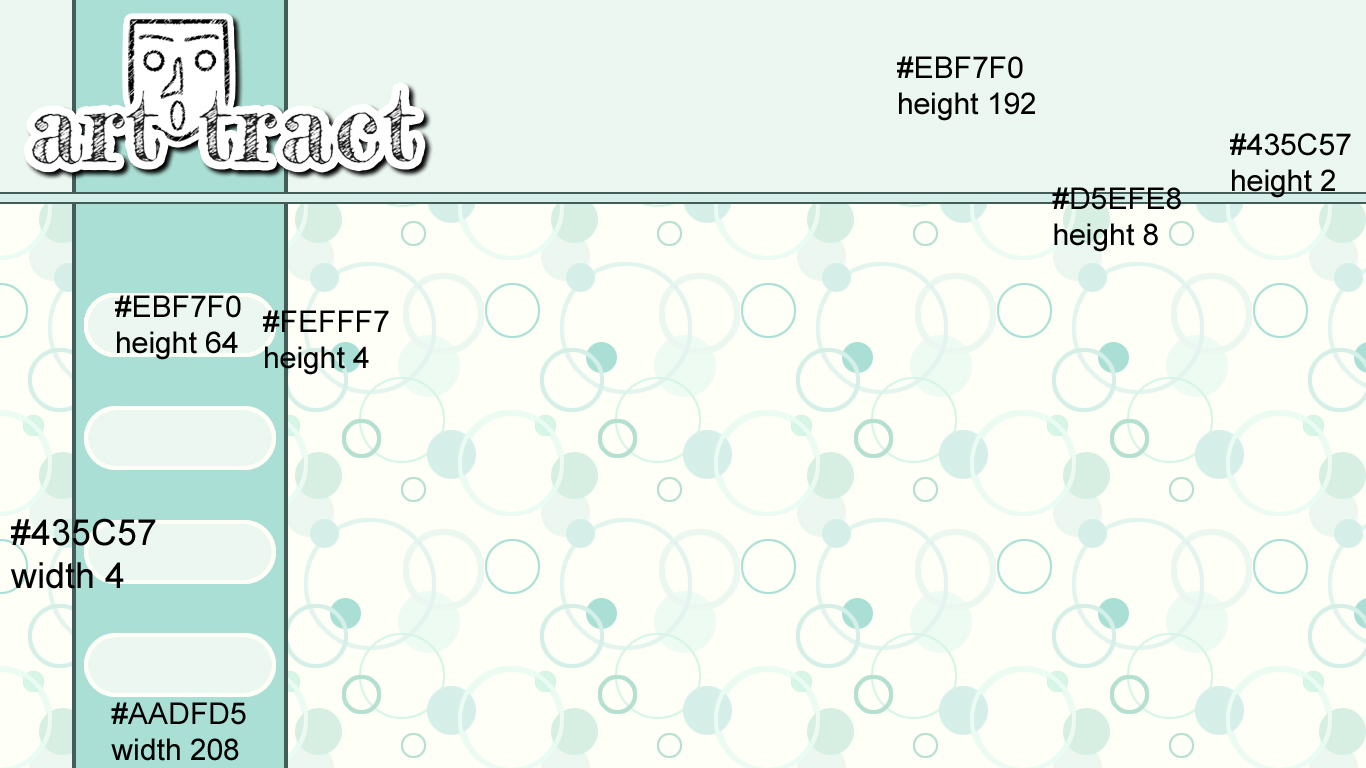 art tract
#EBF7F0
height 192
#435C57
height 2
#D5EFE8
height 8
#EBF7F0
height 64
#FEFFF7
height 4
#435C57
width 4
#AADFD5
width 208